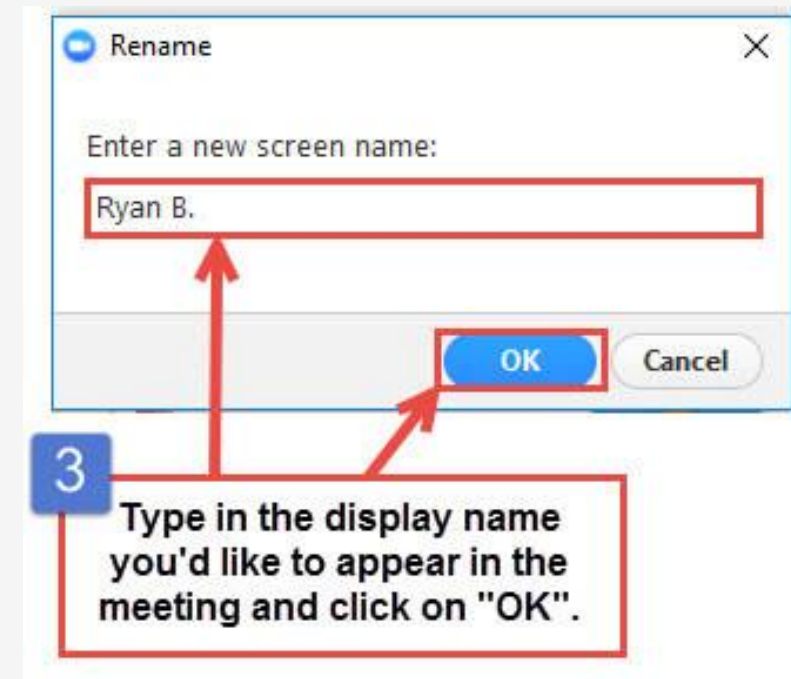 Rename
Enter a new screen name:
Ryan B.
OK Cancel
3
Type in the display name
you'd like to appear in the
meeting and click on "OK".